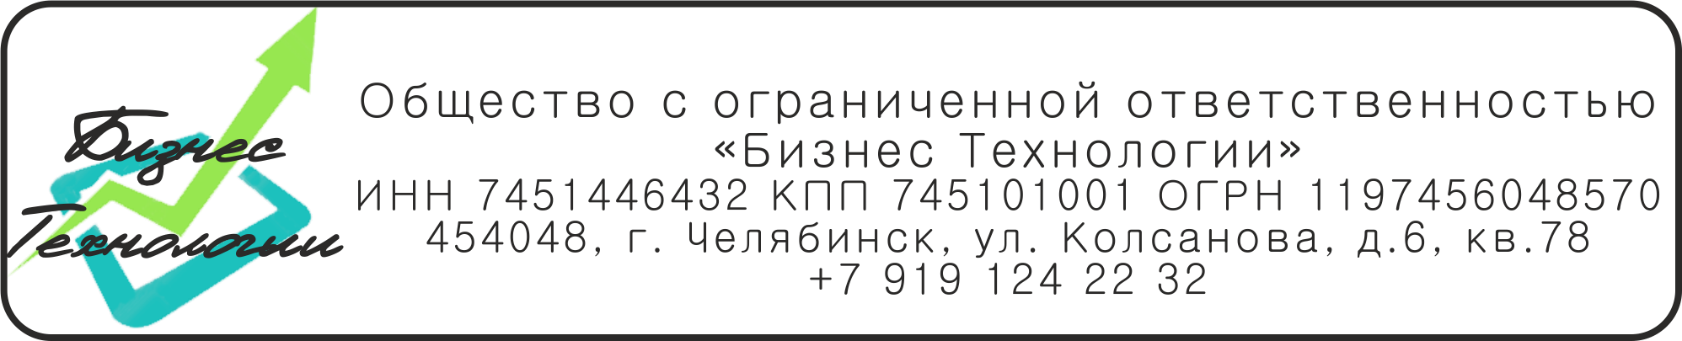 Бизнес
Технологии
Общество с ограниченной ответственностью
«Бизнес Технологии»
ИНН 7451446432 КПП 745101001 ОГРН 1197456048570
454048, г. Челябинск, ул. Колсанова, д.6, кв.78
+7 919 124 22 32